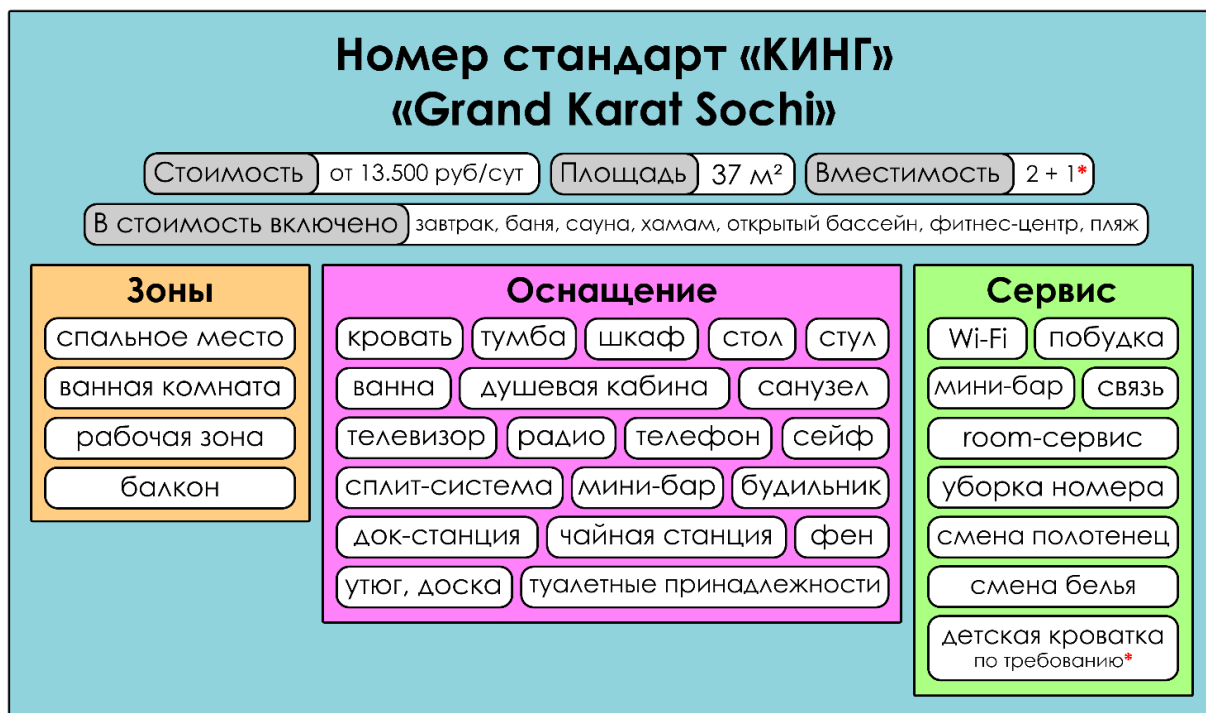 Номер стандарт «КИНГ»
«Grand Karat Sochi»
Стоимость от 13.500 руб/сут Площадь 37 м² Вместимость 2 + 1*
В стоимость включено завтрак, баня, сауна, хамам, открытый бассейн, фитнес-центр, пляж
Зоны
спальное место
ванная комната
рабочая зона
балкон
Оснащение
кровать тумба шкаф стол стул
ванна душевая кабина санузел
телевизор радио телефон сейф
сплит-система мини-бар будильник
док-станция чайная станция фен
утюг, доска туалетные принадлежности
Сервис
Wi-Fi побудка
мини-бар связь
room-сервис
уборка номера
смена полотенец
смена белья
детская кроватка
по требованию*